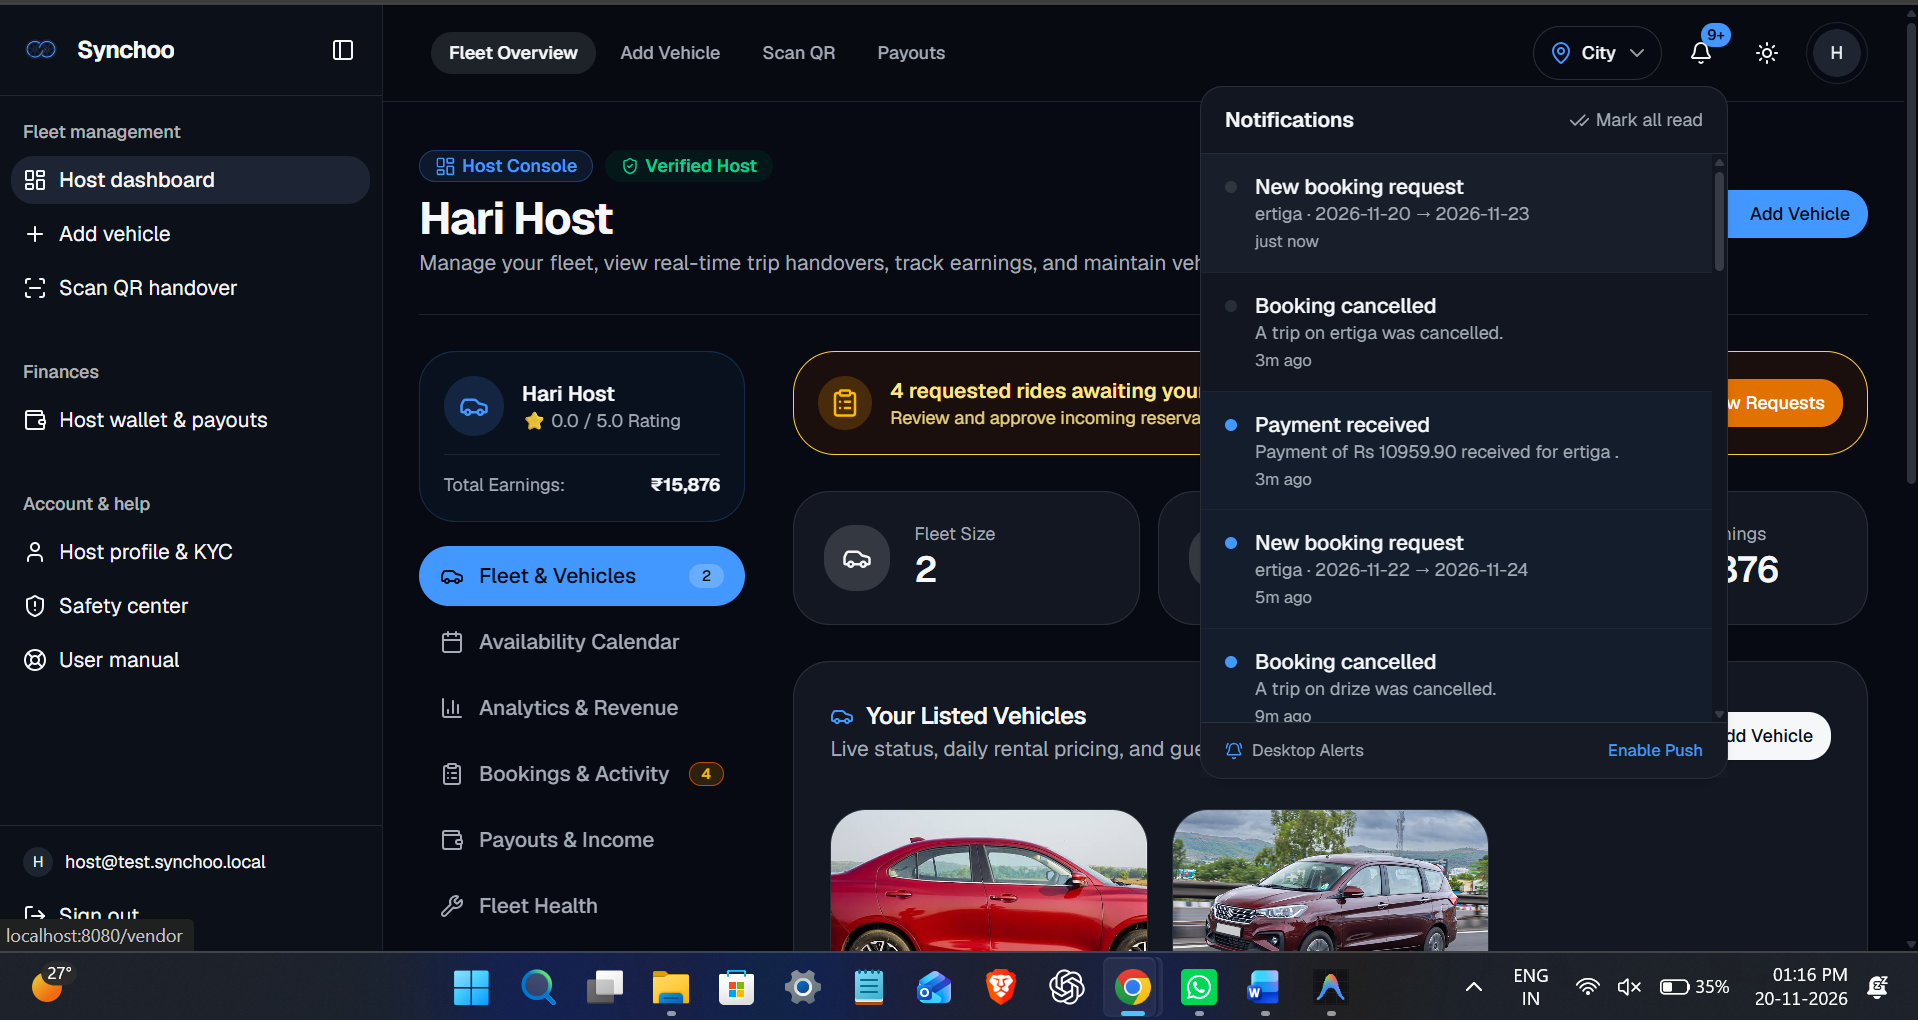 Synchoo
Fleet management
Host dashboard
Add vehicle
Scan QR handover
Finances
Host wallet & payouts
Account & help
Host profile & KYC
Safety center
User manual
H
host@test.synchoo.local
Sign out
localhost:8080/vendor
Fleet Overview
Add Vehicle
Scan QR
Payouts
City
9+
H
Host Console
Verified Host
Hari Host
Manage your fleet, view real-time trip handovers, track earnings, and maintain
Add Vehicle
Hari Host
0.0 / 5.0 Rating
Total Earnings:
₹15,876
Fleet & Vehicles
2
Availability Calendar
Analytics & Revenue
Bookings & Activity
4
Payouts & Income
Fleet Health
4 requested rides awaiting
Review and approve incoming
Requests
Fleet Size
2
876
Your Listed Vehicles
Live status, daily rental pricing, and
Vehicle
Notifications
Mark all read
New booking request
ertiga · 2026-11-20 → 2026-11-23
just now
Booking cancelled
A trip on ertiga was cancelled.
3m ago
Payment received
Payment of Rs 10959.90 received for ertiga .
3m ago
New booking request
ertiga · 2026-11-22 → 2026-11-24
5m ago
Booking cancelled
A trip on drize was cancelled.
9m ago
Desktop Alerts
Enable Push
27°
ENG
IN
35%
01:16 PM
20-11-2026